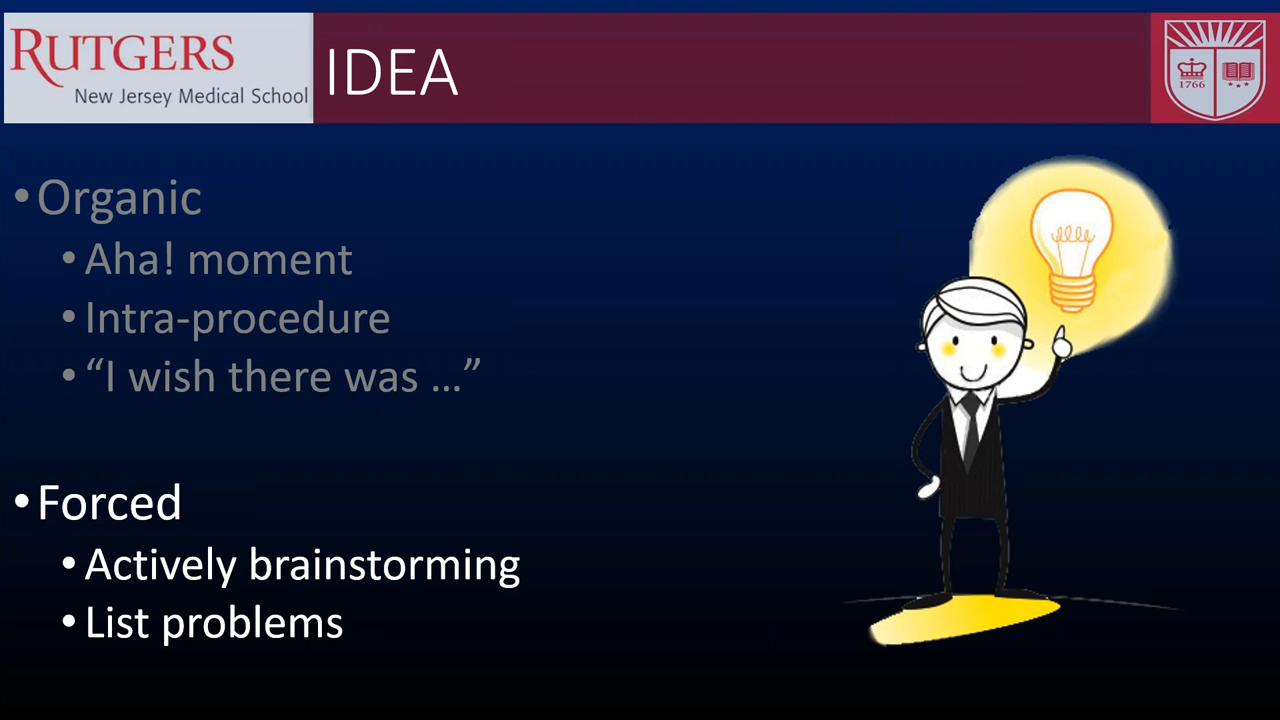 RUTGERS
New Jersey Medical School
IDEA
1766
•Organic
•Aha! moment
•Intra-procedure
•“I wish there was …”
•Forced
•Actively brainstorming
•List problems